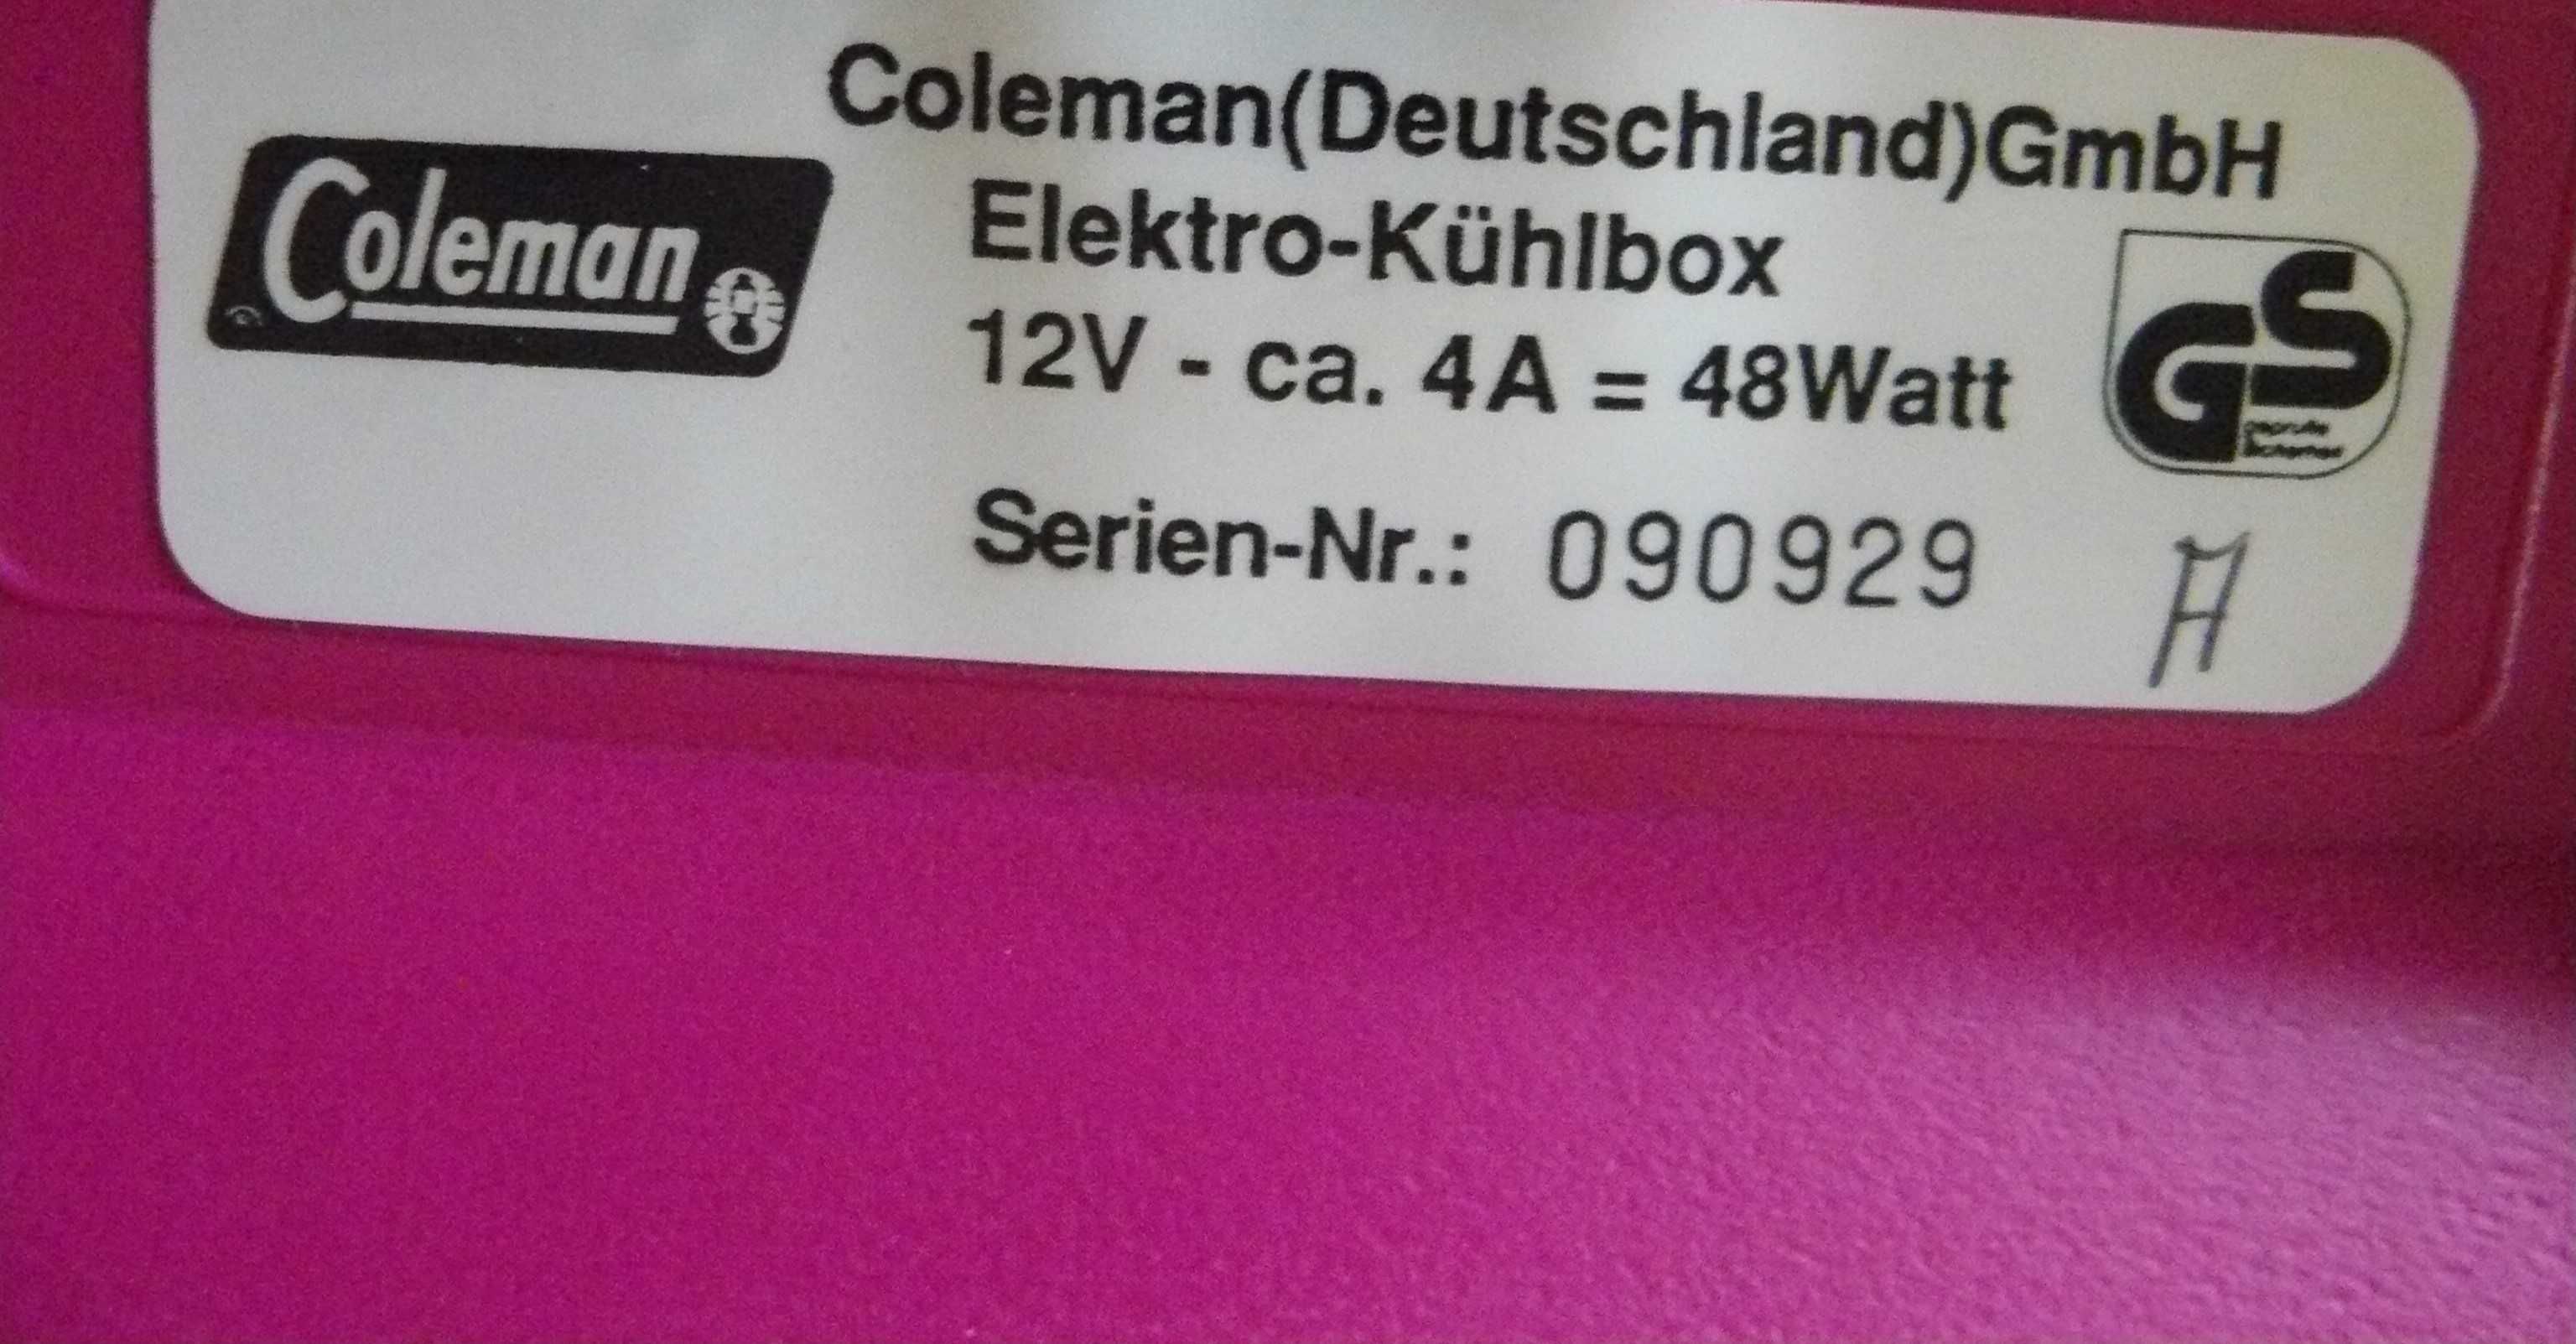 Coleman(Deutschland)GmbH
Coleman
Elektro-Kühlbox
12V - ca. 4A = 48Watt
GS
Serien-Nr.: 090929